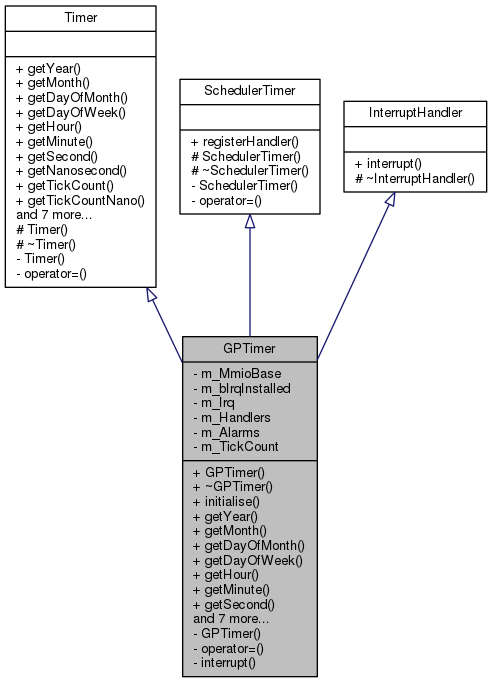 Timer
+ getYear()
+ getMonth()
+ getDayOfMonth()
+ getDayOfWeek()
+ getHour()
+ getMinute()
+ getSecond()
+ getNanosecond()
+ getTickCount()
+ getTickCountNano()
and 7 more...
# Timer()
# ~Timer()
- Timer()
- operator=()
SchedulerTimer
+ registerHandler()
# SchedulerTimer()
# ~SchedulerTimer()
- SchedulerTimer()
- operator=()
InterruptHandler
+ interrupt()
# ~InterruptHandler()
GPTimer
- m_MmioBase
- m_bIrqInstalled
- m_Irq
- m_Handlers
- m_Alarms
- m_TickCount
+ GPTimer()
+ ~GPTimer()
+ initialise()
+ getYear()
+ getMonth()
+ getDayOfMonth()
+ getDayOfWeek()
+ getHour()
+ getMinute()
+ getSecond()
and 7 more...
- GPTimer()
- operator=()
- interrupt()